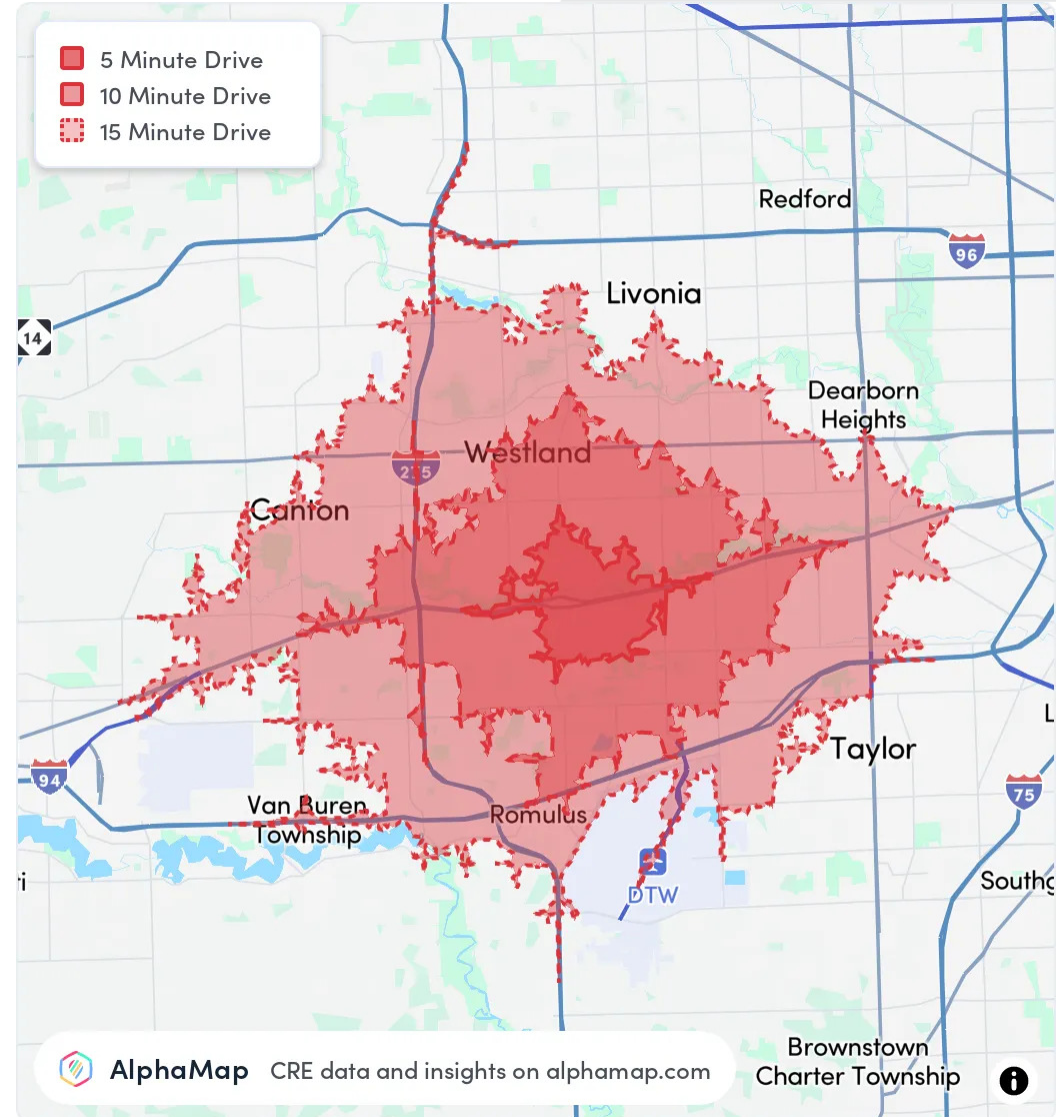 5 Minute Drive
10 Minute Drive
15 Minute Drive
Redford
96
Livonia
14
Dearborn
Heights
Westland
275
Canton
Taylor
94
75
Van Buren
Township
Romulus
DTW
Brownstown
Charter Township
AlphaMap CRE data and insights on alphamap.com